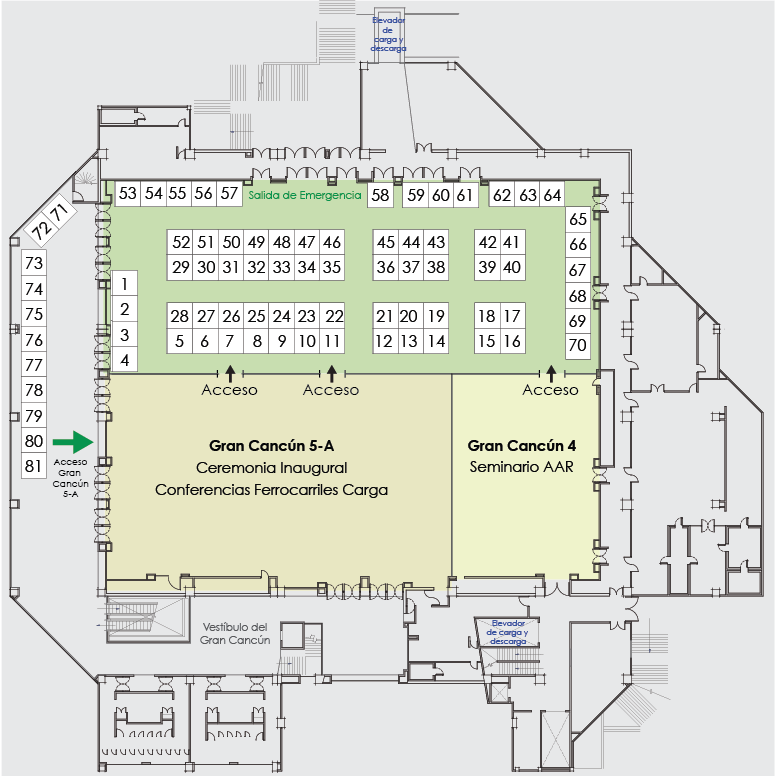 Elevador
de
carga y
descarga
53 54 55 56 57
Salida de Emergencia
58
59 60 61
62 63 64
72 71
65
66
67
68
69
70
52 51 50 49 48 47 46
29 30 31 32 33 34 35
45 44 43
36 37 38
42 41
39 40
73
74
75
76
77
78
79
80
81
1
2
3
4
28 27 26 25 24 23 22
5 6 7 8 9 10 11
21 20 19
12 13 14
18 17
15 16
Acceso
Acceso
Acceso
Acceso
Gran
Cancún
5-A
Gran Cancún 5-A
Ceremonia Inaugural
Conferencias Ferrocarriles Carga
Gran Cancún 4
Seminario AAR
Vestíbulo del
Gran Cancún
Elevador
de carga y
descarga